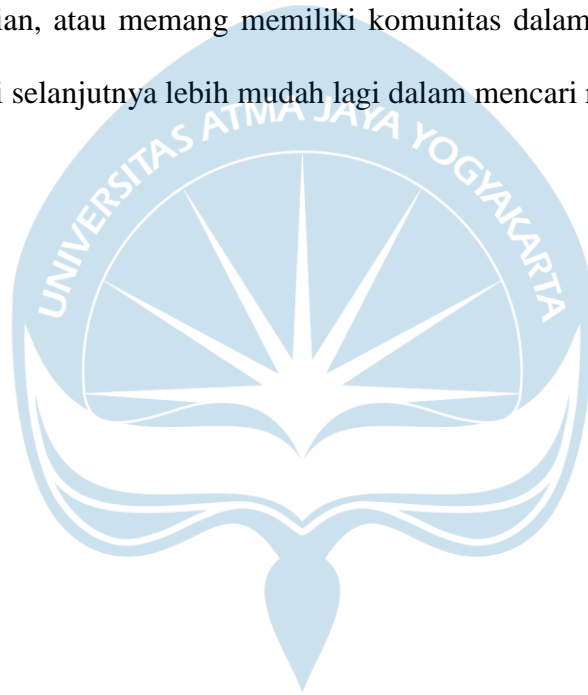 ian, atau memang memiliki komunitas dalam
i selanjutnya lebih mudah lagi dalam mencari
UNIVERSITAS ATMA JAYA YOGYAKARTA